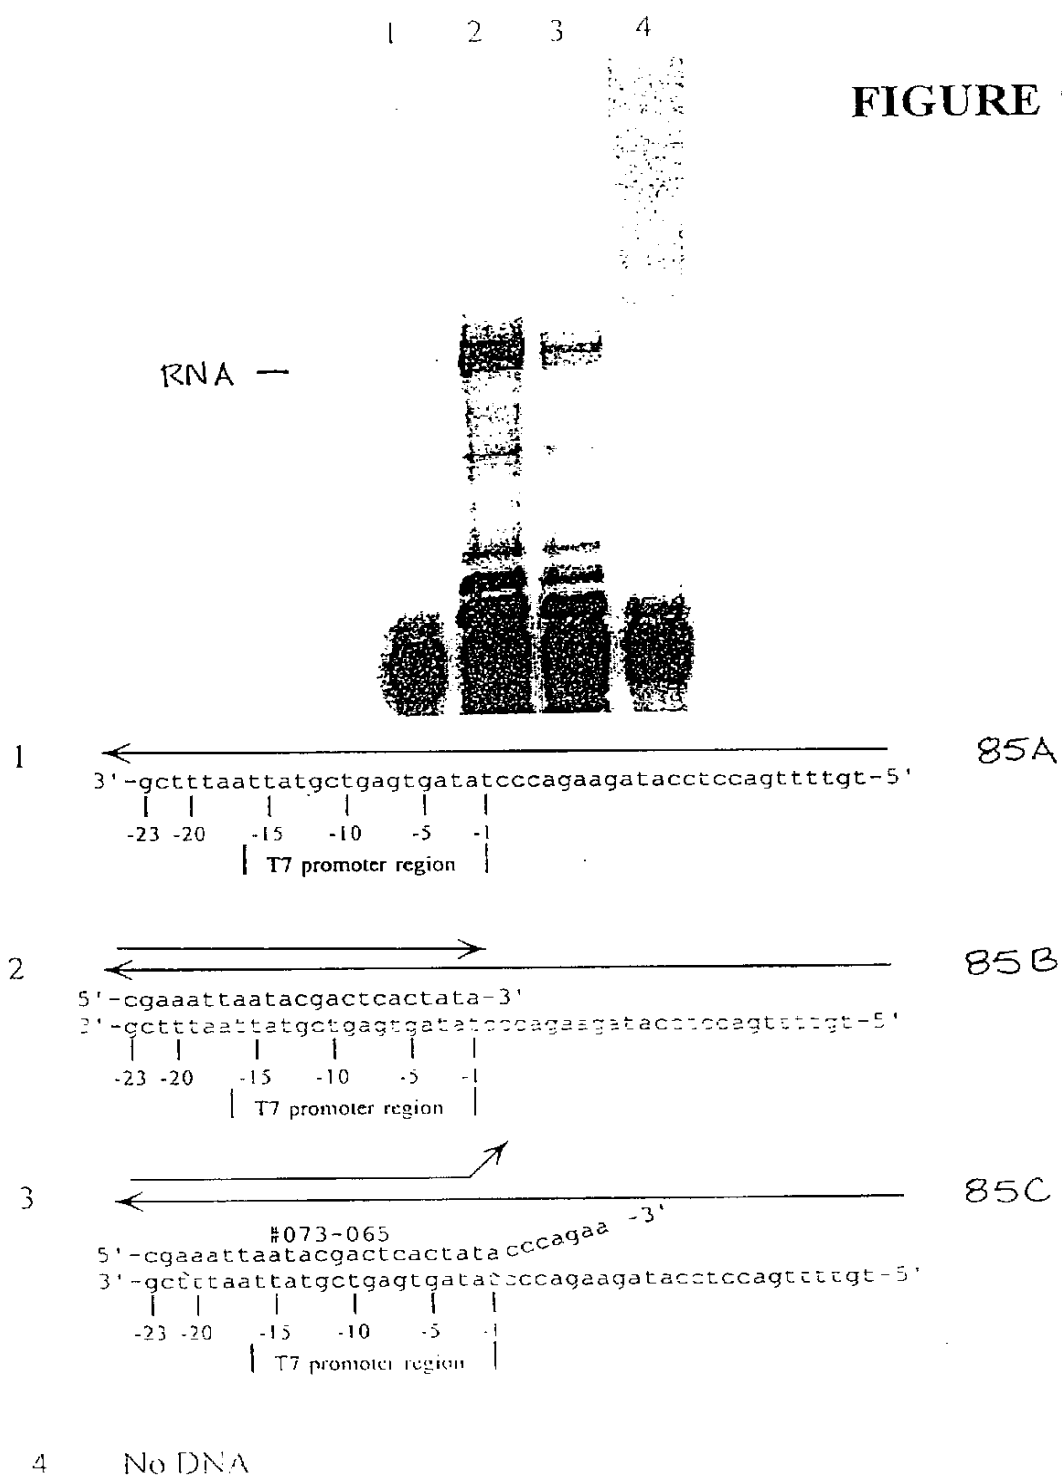 1 2 3 4
FIGURE
RNA —
1 85A
3'-gctttaattatgctgagtgatatcccagaagatacctccagttttgt-5'
-23 -20 -15 -10 -5 -1
T7 promoter region
2 85B
5'-cgaaattaatacgactcactata-3'
3'-gctttaattatgctgagtgatatcccagaagatacctccagttttgt-5'
-23 -20 -15 -10 -5 -1
T7 promoter region
3 85C
#073-065
5'-cgaaattaatacgactcactata cccagaa -3'
3'-gctttaattatgctgagtgatatcccagaagatacctccagttttgt-5'
-23 -20 -15 -10 -5 -1
T7 promoter region
4 No DNA